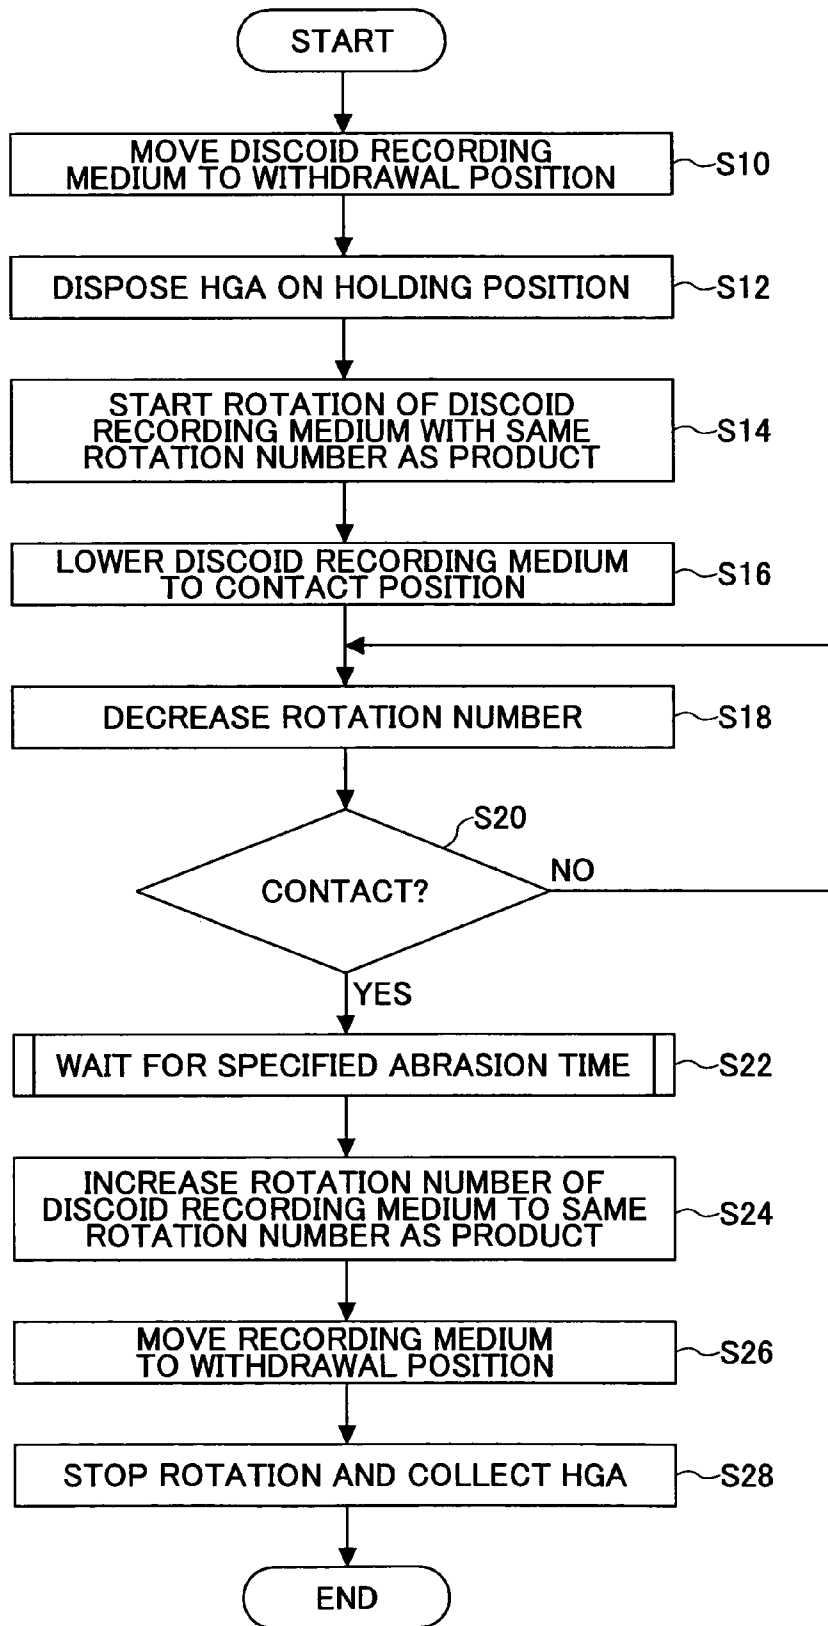 START
MOVE DISCOID RECORDING
MEDIUM TO WITHDRAWAL POSITION
S10
DISPOSE HGA ON HOLDING POSITION
S12
START ROTATION OF DISCOID
RECORDING MEDIUM WITH SAME
ROTATION NUMBER AS PRODUCT
S14
LOWER DISCOID RECORDING MEDIUM
TO CONTACT POSITION
S16
DECREASE ROTATION NUMBER
S18
S20
CONTACT?
NO
YES
WAIT FOR SPECIFIED ABRASION TIME
S22
INCREASE ROTATION NUMBER OF
DISCOID RECORDING MEDIUM TO SAME
ROTATION NUMBER AS PRODUCT
S24
MOVE RECORDING MEDIUM
TO WITHDRAWAL POSITION
S26
STOP ROTATION AND COLLECT HGA
S28
END